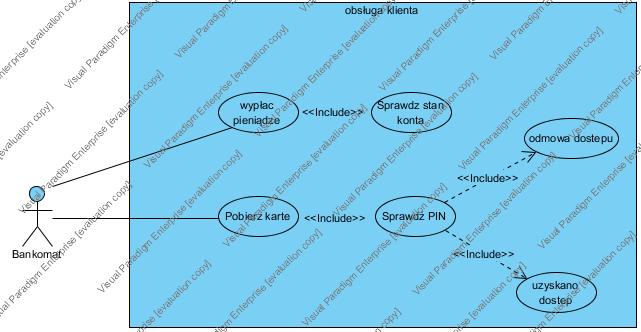 obsługa klienta
wypłac
pieniądze
<<Include>>
Sprawdz stan
konta
odmowa dostepu
<<Include>>
Pobierz karte
<<Include>>
Sprawdz PIN
Bankomat
<<Include>>
uzyskano
dostep
Visual Paradigm Enterprise [evaluation copy]